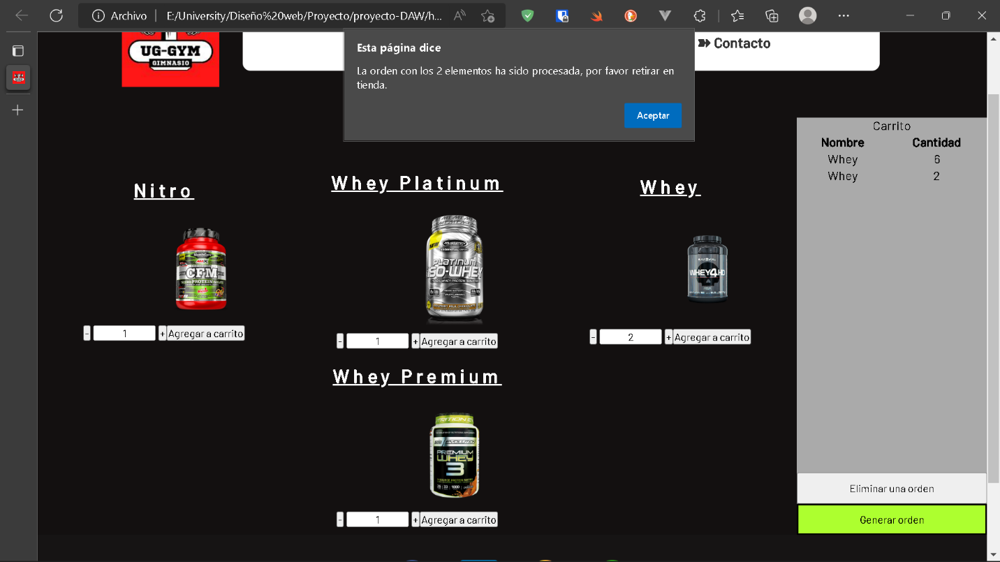 Archivo
E:/University/Diseño%20web/Proyecto/proyecto-DAW/h...
UG-GYM
GIMNASIO
Contacto
Esta página dice
La orden con los 2 elementos ha sido procesada, por favor retirar en
tienda.
Aceptar
Carrito
Nombre Cantidad
Whey 6
Whey 2
Nitro
Whey Platinum
Whey
CFM
NEW
PLATINUM
ISO-WHEY
WHEY4HD
- 1 + Agregar a carrito
- 1 + Agregar a carrito
- 2 + Agregar a carrito
Whey Premium
EVOLUTION
PREMIUM
WHEY
3
- 1 + Agregar a carrito
Eliminar una orden
Generar orden